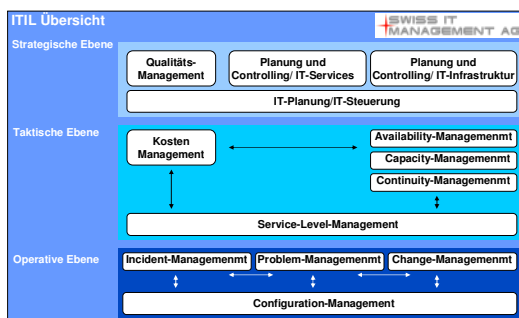 ITIL Übersicht
SWISS IT
MANAGEMENT AG
Strategische Ebene
Qualitäts-
Management
Planung und
Controlling/ IT-Services
Planung und
Controlling/ IT-Infrastruktur
IT-Planung/IT-Steuerung
Taktische Ebene
Kosten
Management
Availability-Managemenmt
Capacity-Managemenmt
Continuity-Managemenmt
Service-Level-Management
Operative Ebene
Incident-Managemenmt
Problem-Managemenmt
Change-Managemenmt
Configuration-Management